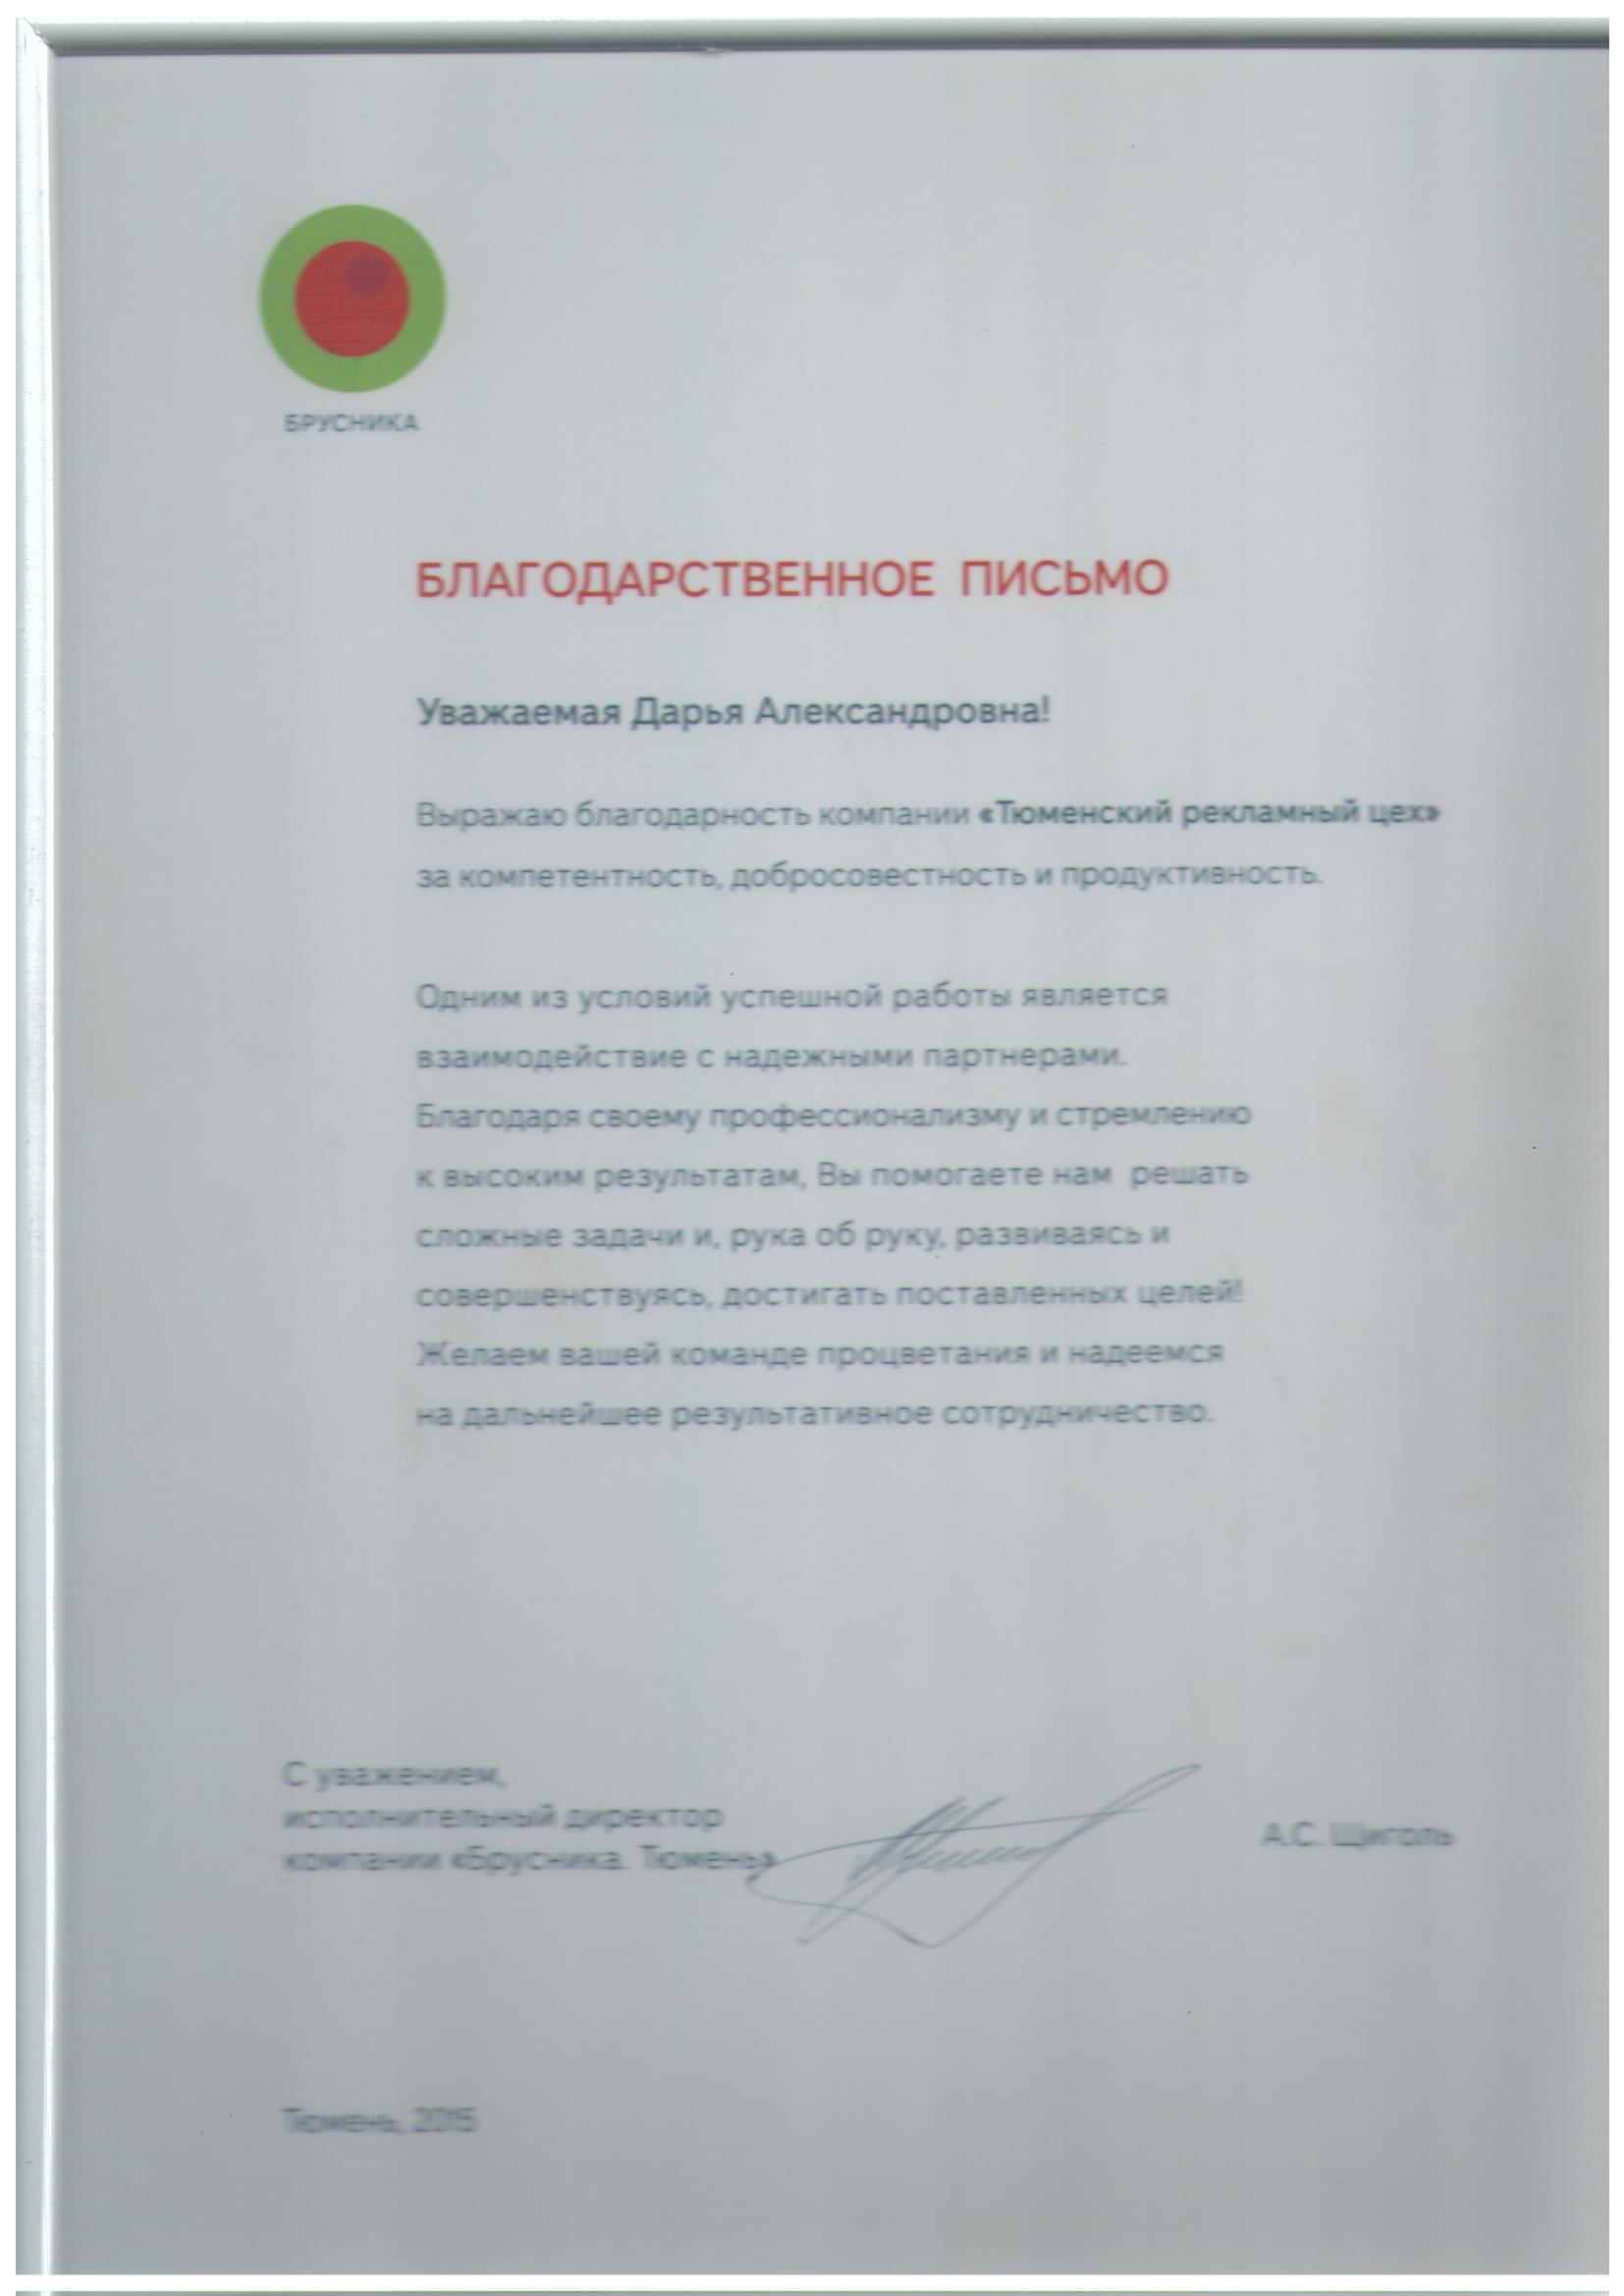 БРУСНИКА
БЛАГОДАРСТВЕННОЕ ПИСЬМО
Уважаемая Дарья Александровна!
Выражаю благодарность компании «Тюменский рекламный цех»
за компетентность, добросовестность и продуктивность.
Одним из условий успешной работы является
взаимодействие с надежными партнерами.
Благодаря своему профессионализму и стремлению
к высоким результатам, Вы помогаете нам решать
сложные задачи и, рука об руку, развиваясь и
совершенствуясь, достигать поставленных целей!
Желаем вашей команде процветания и надеемся
на дальнейшее результативное сотрудничество.
С уважением,
исполнительный директор
компании «Брусника. Тюмень»
А.С. Щиголь
Тюмень, 2015